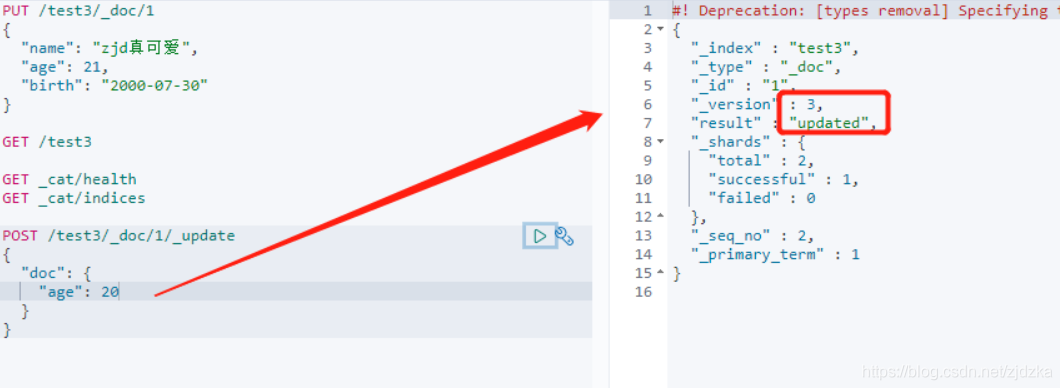 PUT /test3/_doc/1
{
"name": "zjd真可爱",
"age": 21,
"birth": "2000-07-30"
}
GET /test3
GET _cat/health
GET _cat/indices
POST /test3/_doc/1/_update
{
"doc": {
"age": 20
}
}
1 #! Deprecation: [types removal] Specifying
2 {
3 "_index" : "test3",
4 "_type" : "_doc",
5 "_id" : "1",
6 "_version" : 3,
7 "result" : "updated",
8 "_shards" : {
9 "total" : 2,
10 "successful" : 1,
11 "failed" : 0
12 },
13 "_seq_no" : 2,
14 "_primary_term" : 1
15 }
16
https://blog.csdn.net/zjdzka